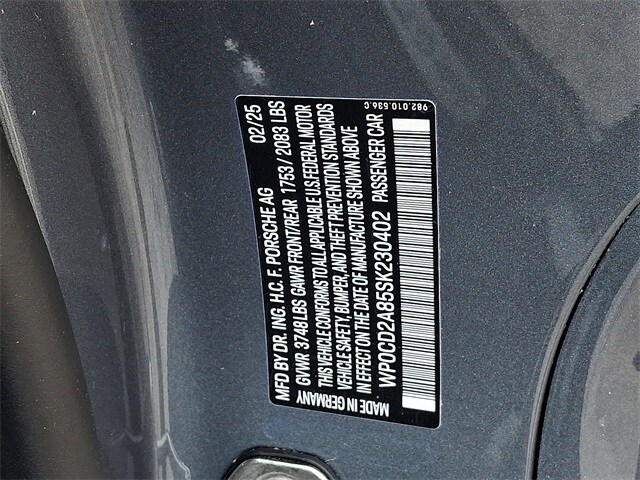 MFD BY DR. ING. H.C. F. PORSCHE AG 02/25
GVWR 3748 LBS GAWR FRONT/REAR 1753 / 2083 LBS
THIS VEHICLE CONFORMS TO ALL APPLICABLE U.S. FEDERAL MOTOR
VEHICLE SAFETY, BUMPER, AND THEFT PREVENTION STANDARDS
IN EFFECT ON THE DATE OF MANUFACTURE SHOWN ABOVE
WP0CD2A85SK230402 PASSENGER CAR
MADE IN GERMANY
982.010.536.C